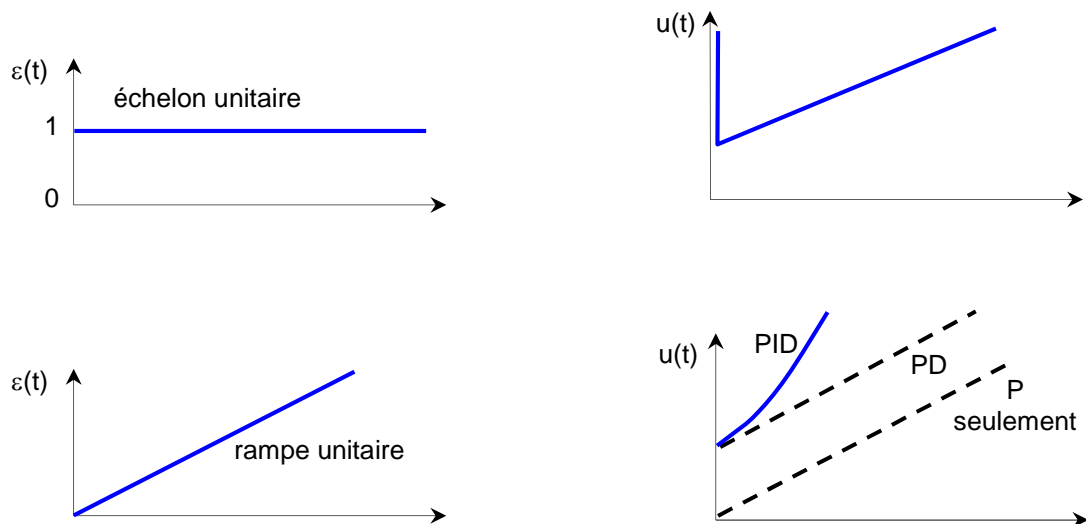 u(t)
ε(t)
échelon unitaire
1
0
ε(t)
rampe unitaire
u(t)
PID
PD
P
seulement